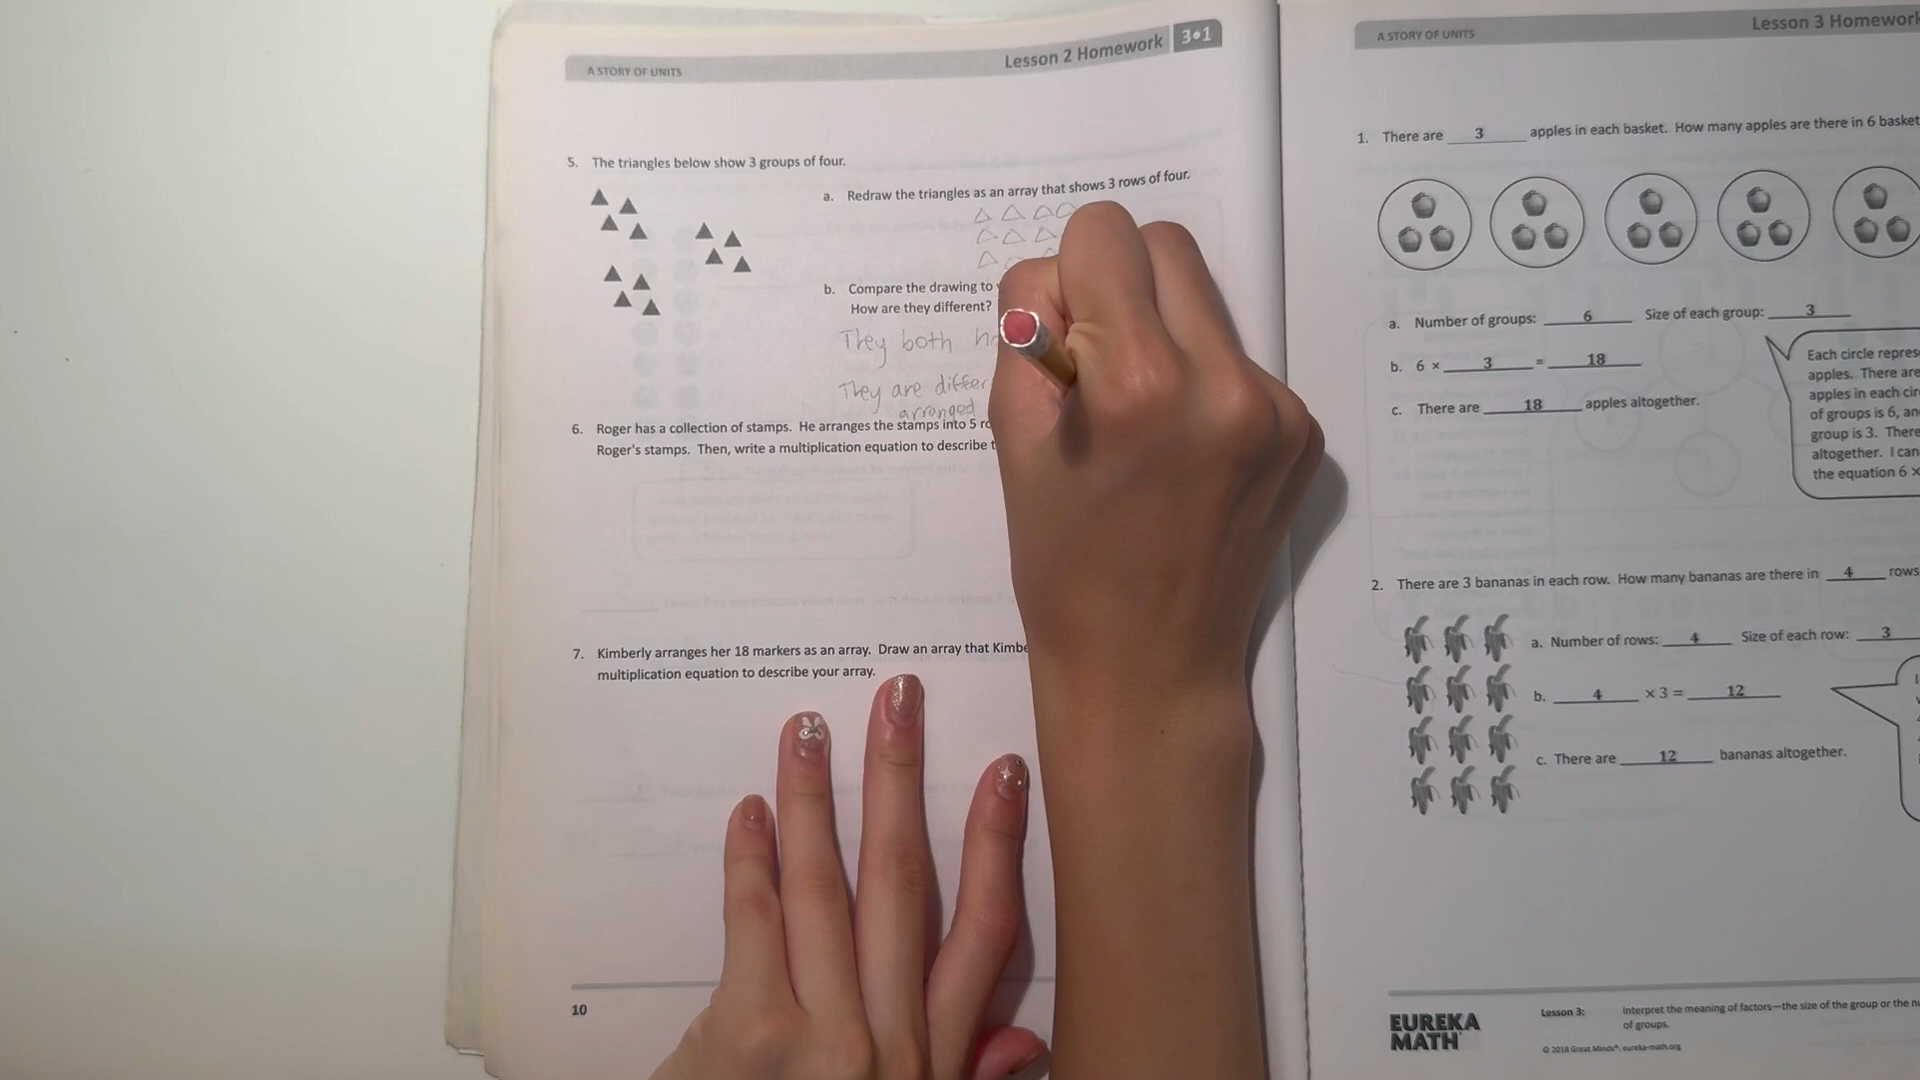 A STORY OF UNITS
Lesson 2 Homework 3•1
5. The triangles below show 3 groups of four.
a. Redraw the triangles as an array that shows 3 rows of four.
b. Compare the drawing to
How are they different?
They both
They are differ
arranged
6. Roger has a collection of stamps. He arranges the stamps into 5
Roger's stamps. Then, write a multiplication equation to describe
7. Kimberly arranges her 18 markers as an array. Draw an array that Kimbe
multiplication equation to describe your array.
10
A STORY OF UNITS
Lesson 3 Homework
1. There are 3 apples in each basket. How many apples are there in 6 basket
a. Number of groups: 6 Size of each group: 3
b. 6 × 3 = 18
c. There are 18 apples altogether.
Each circle repres
apples. There are
apples in each cir
of groups is 6, an
group is 3. There
altogether. I can
the equation 6 ×
2. There are 3 bananas in each row. How many bananas are there in 4 rows
a. Number of rows: 4 Size of each row: 3
b. 4 × 3 = 12
c. There are 12 bananas altogether.
I
EUREKA
MATH
Lesson 3: Interpret the meaning of factors—the size of the group or the nu
of groups.
© 2018 Great Minds®. eureka-math.org